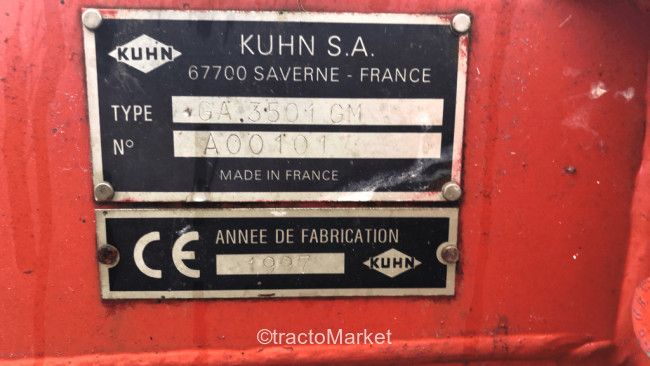 KUHN
KUHN S.A.
67700 SAVERNE - FRANCE
TYPE GA 3501 GM
N° A00101
MADE IN FRANCE
CE ANNEE DE FABRICATION
1997 KUHN
©tractoMarket